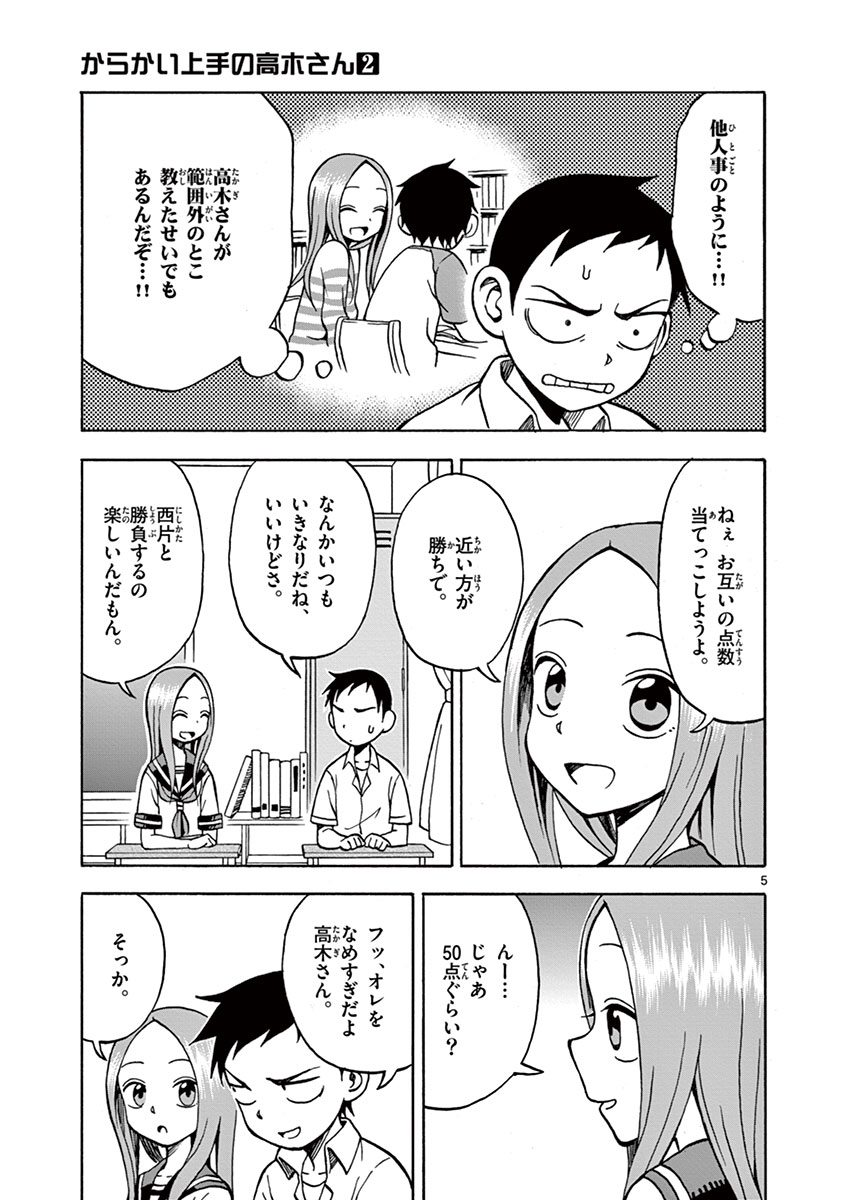 からかい上手の高木さん2
他人事のように…!!
高木さんが
範囲外のとこ
教えたせいでも
あるんだぞ…!!
ねぇ お互いの点数
当てっこしようよ。
近い方が
勝ちで。
なんかいつも
いきなりだね、
いいけどさ。
西片と
勝負するの
楽しいんだもん。
5
んー…
じゃあ
50点ぐらい?
フッ、オレを
なめすぎだよ
高木さん。
そっか。